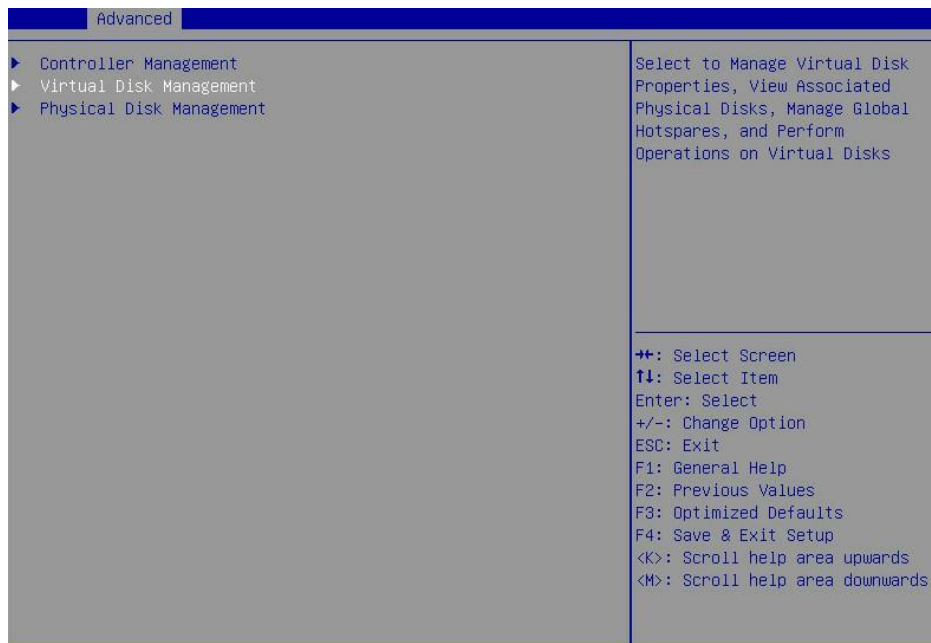 Advanced
Controller Management
Virtual Disk Management
Physical Disk Management
Select to Manage Virtual Disk
Properties, View Associated
Physical Disks, Manage Global
Hotspares, and Perform
Operations on Virtual Disks
→←: Select Screen
↑↓: Select Item
Enter: Select
+/-: Change Option
ESC: Exit
F1: General Help
F2: Previous Values
F3: Optimized Defaults
F4: Save & Exit Setup
<K>: Scroll help area upwards
<M>: Scroll help area downwards